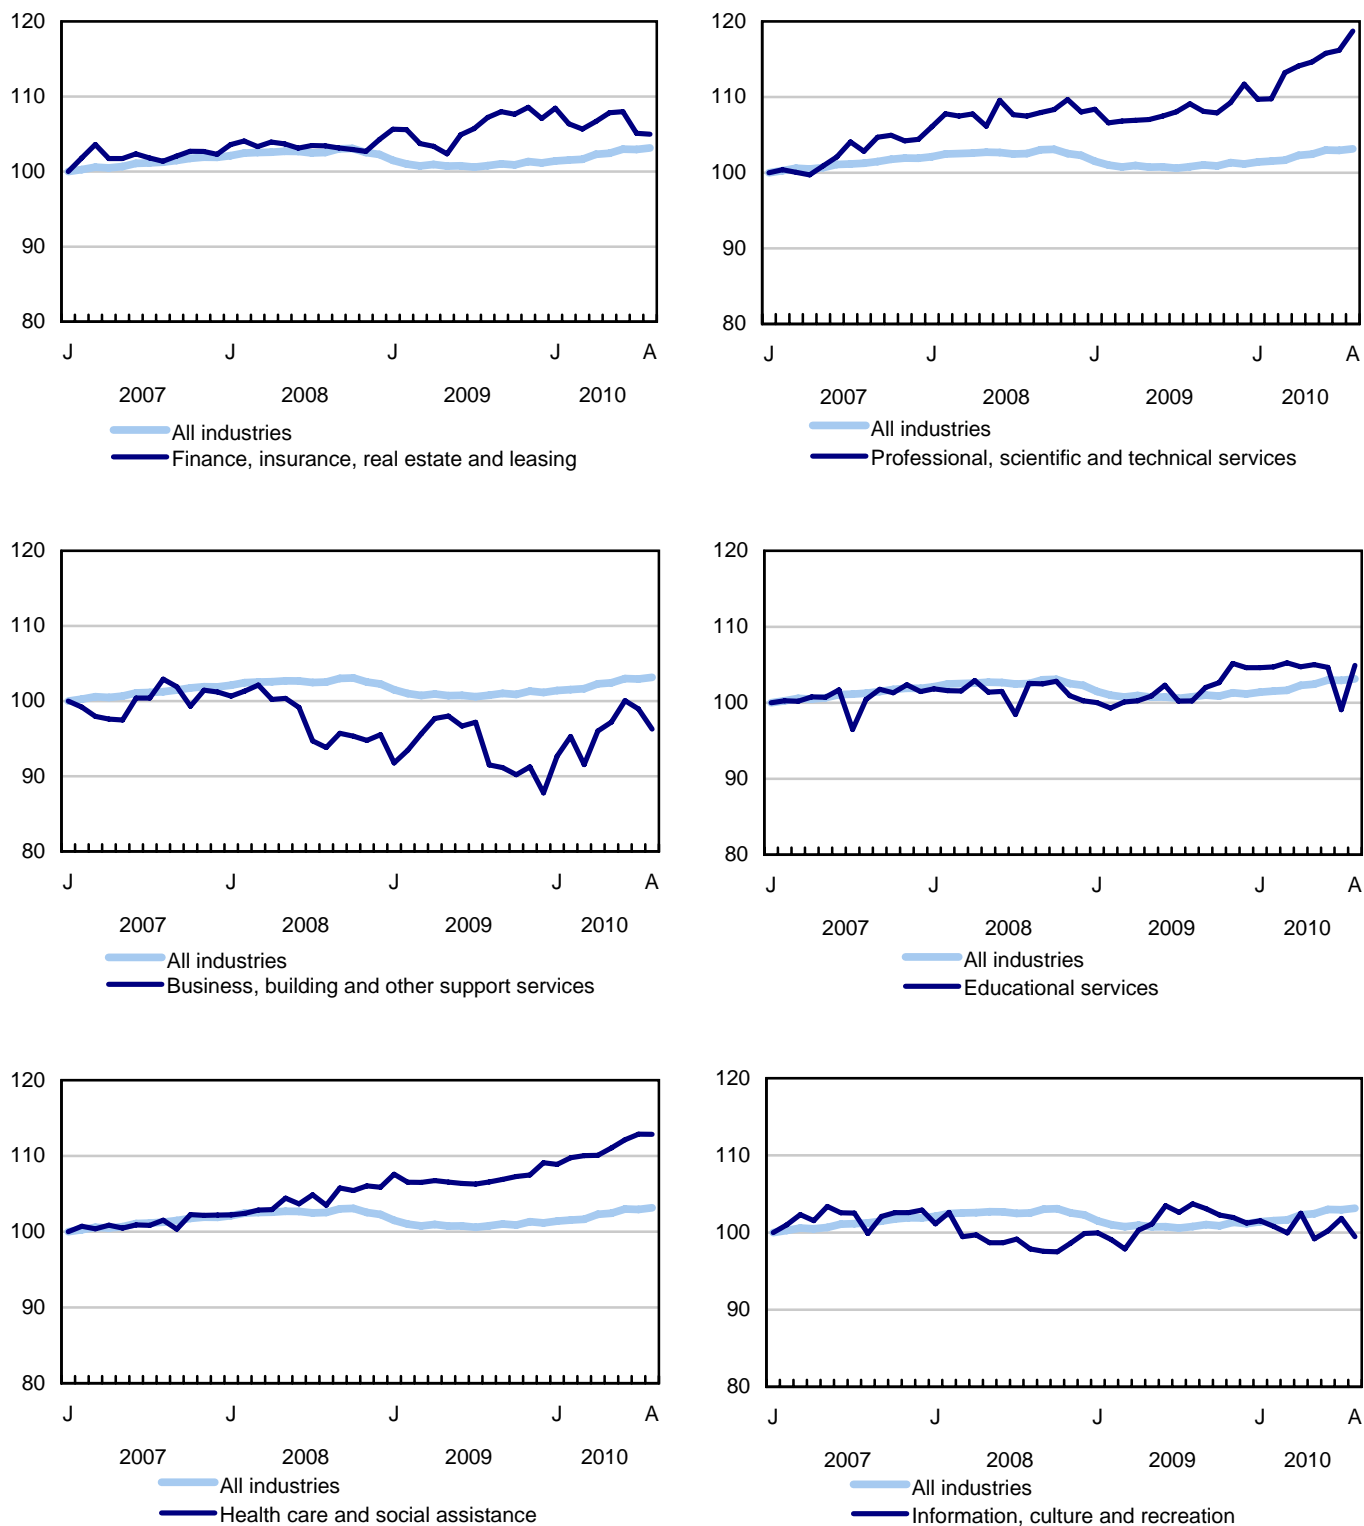 120
110
100
90
80
J J J J A
2007 2008 2009 2010
All industries
Finance, insurance, real estate and leasing
120
110
100
90
80
J J J J A
2007 2008 2009 2010
All industries
Professional, scientific and technical services
120
110
100
90
80
J J J J A
2007 2008 2009 2010
All industries
Business, building and other support services
120
110
100
90
80
J J J J A
2007 2008 2009 2010
All industries
Educational services
120
110
100
90
80
J J J J A
2007 2008 2009 2010
All industries
Health care and social assistance
120
110
100
90
80
J J J J A
2007 2008 2009 2010
All industries
Information, culture and recreation